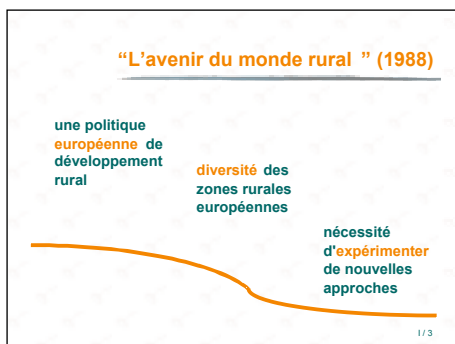 “L'avenir du monde rural ” (1988)
une politique
européenne de
développement
rural
diversité des
zones rurales
européennes
nécessité
d'expérimenter
de nouvelles
approches
I / 3